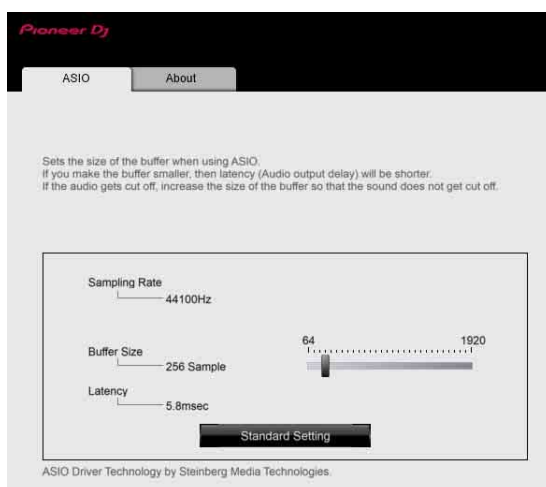 Pioneer Dj
ASIO
About
Sets the size of the buffer when using ASIO.
If you make the buffer smaller, then latency (Audio output delay) will be shorter.
If the audio gets cut off, increase the size of the buffer so that the sound does not get cut off.
Sampling Rate
44100Hz
64 1920
Buffer Size
256 Sample
Latency
5.8msec
Standard Setting
ASIO Driver Technology by Steinberg Media Technologies.